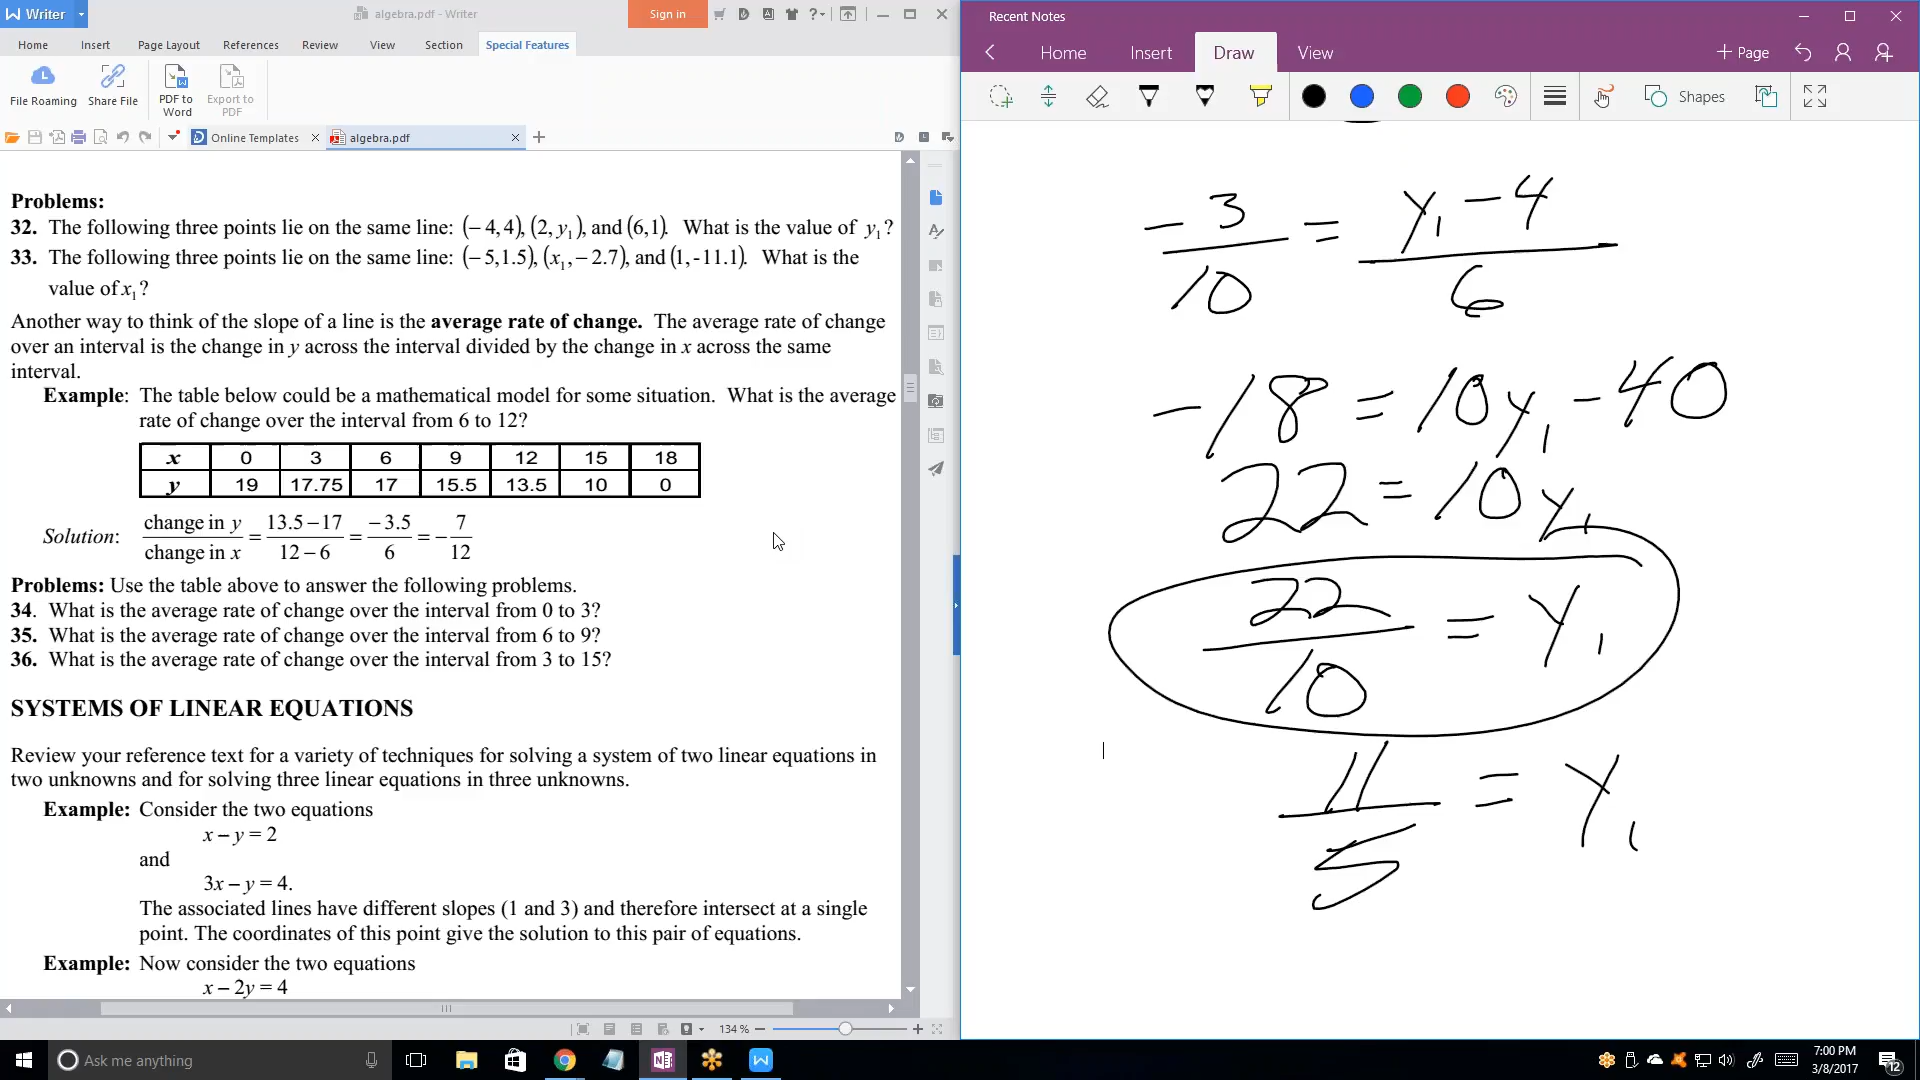 Writer
algebra.pdf - Writer
Sign in
Home Insert Page Layout References Review View Section Special Features
File Roaming Share File PDF to Word Export to PDF
Online Templates algebra.pdf
Problems:
32. The following three points lie on the same line: (−4,4), (2, y₁), and (6,1). What is the value of y₁?
33. The following three points lie on the same line: (−5,1.5), (x₁,−2.7), and (1,-11.1). What is the
value of x₁?
Another way to think of the slope of a line is the average rate of change. The average rate of change
over an interval is the change in y across the interval divided by the change in x across the same
interval.
Example: The table below could be a mathematical model for some situation. What is the average
rate of change over the interval from 6 to 12?
x 0 3 6 9 12 15 18
y 19 17.75 17 15.5 13.5 10 0
Solution: change in y / change in x = 13.5−17 / 12−6 = −3.5 / 6 = − 7 / 12
Problems: Use the table above to answer the following problems.
34. What is the average rate of change over the interval from 0 to 3?
35. What is the average rate of change over the interval from 6 to 9?
36. What is the average rate of change over the interval from 3 to 15?
SYSTEMS OF LINEAR EQUATIONS
Review your reference text for a variety of techniques for solving a system of two linear equations in
two unknowns and for solving three linear equations in three unknowns.
Example: Consider the two equations
x − y = 2
and
3x − y = 4.
The associated lines have different slopes (1 and 3) and therefore intersect at a single
point. The coordinates of this point give the solution to this pair of equations.
Example: Now consider the two equations
x − 2y = 4
134 %
Recent Notes
Home Insert Draw View
Page
Shapes
-3 / 10 = y₁ - 4 / 6
-18 = 10y₁ - 40
22 = 10y₁
22 / 10 = y₁
11 / 5 = y₁
Ask me anything
7:00 PM
3/8/2017
12